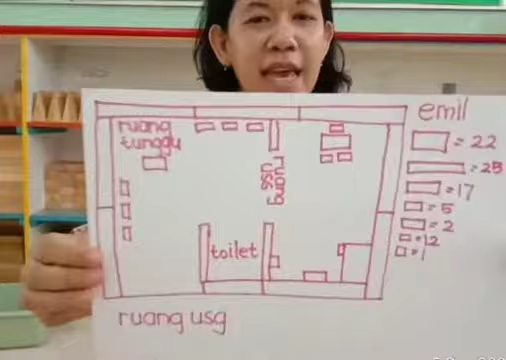 emil
ruang
tunggu
ruang
usg
toilet
= 22
= 25
= 17
= 5
= 2
= 12
= 1
ruang usg